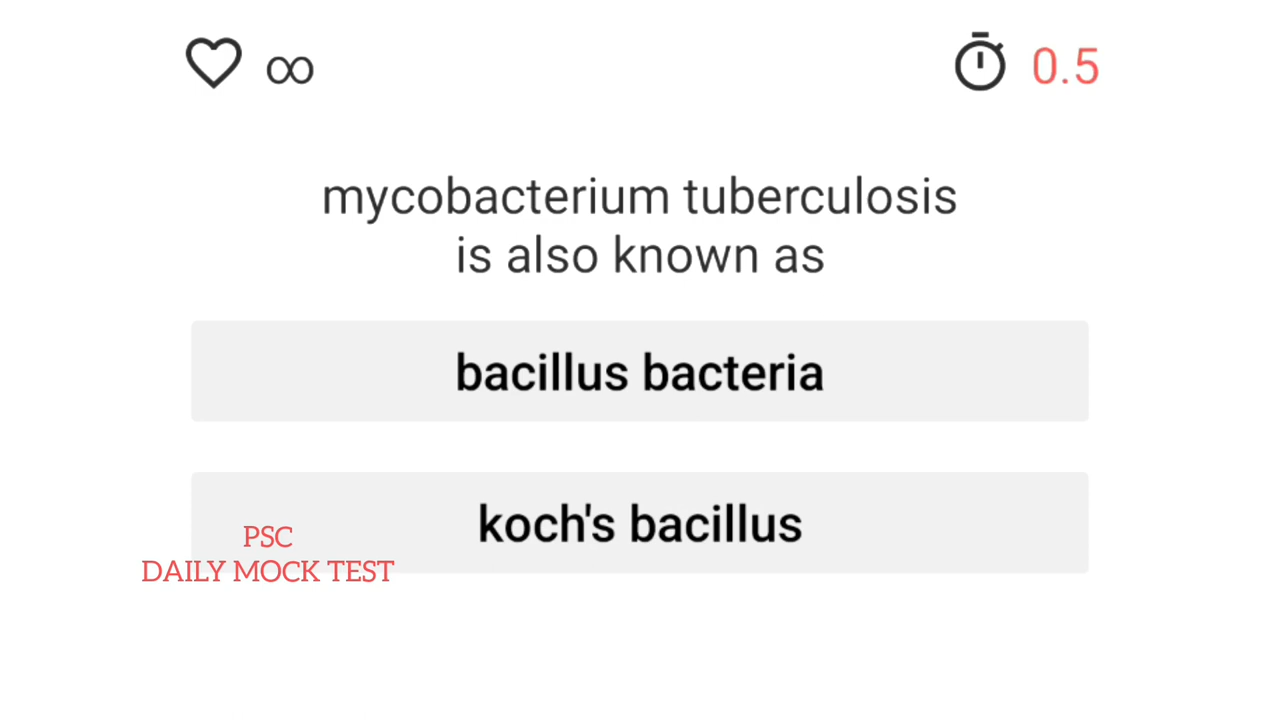 ∞
0.5
mycobacterium tuberculosis
is also known as
bacillus bacteria
koch's bacillus
PSC
DAILY MOCK TEST